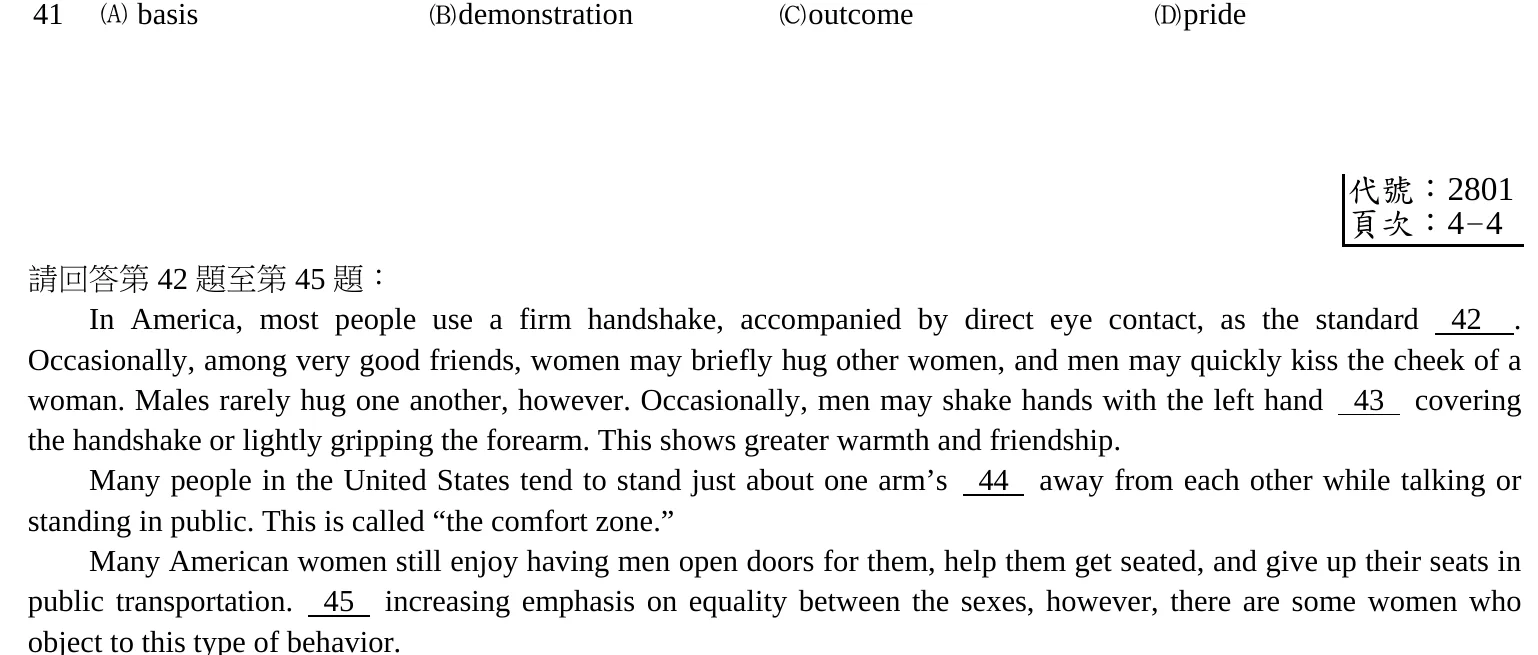 41 (A) basis (B)demonstration (C)outcome (D)pride
代號：2801
頁次：4－4
請回答第 42 題至第 45 題：
In America, most people use a firm handshake, accompanied by direct eye contact, as the standard 42 .
Occasionally, among very good friends, women may briefly hug other women, and men may quickly kiss the cheek of a
woman. Males rarely hug one another, however. Occasionally, men may shake hands with the left hand 43 covering
the handshake or lightly gripping the forearm. This shows greater warmth and friendship.
Many people in the United States tend to stand just about one arm’s 44 away from each other while talking or
standing in public. This is called “the comfort zone.”
Many American women still enjoy having men open doors for them, help them get seated, and give up their seats in
public transportation. 45 increasing emphasis on equality between the sexes, however, there are some women who
object to this type of behavior.